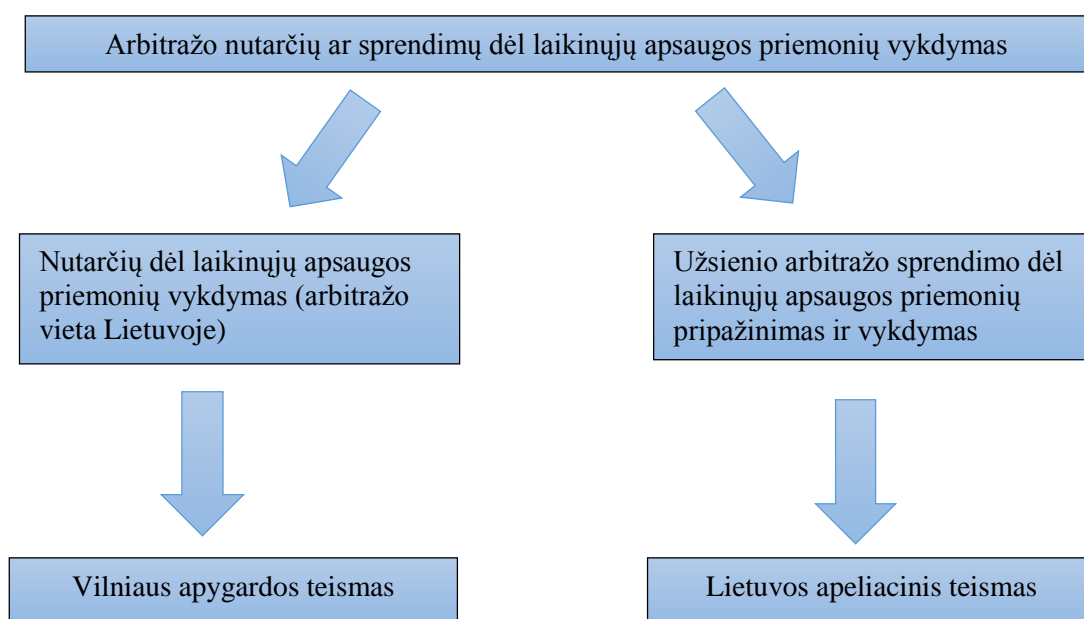 Arbitražo nutarčių ar sprendimų dėl laikinųjų apsaugos priemonių vykdymas
Nutarčių dėl laikinųjų apsaugos
priemonių vykdymas (arbitražo
vieta Lietuvoje)
Užsienio arbitražo sprendimo dėl
laikinųjų apsaugos priemonių
pripažinimas ir vykdymas
Vilniaus apygardos teismas
Lietuvos apeliacinis teismas